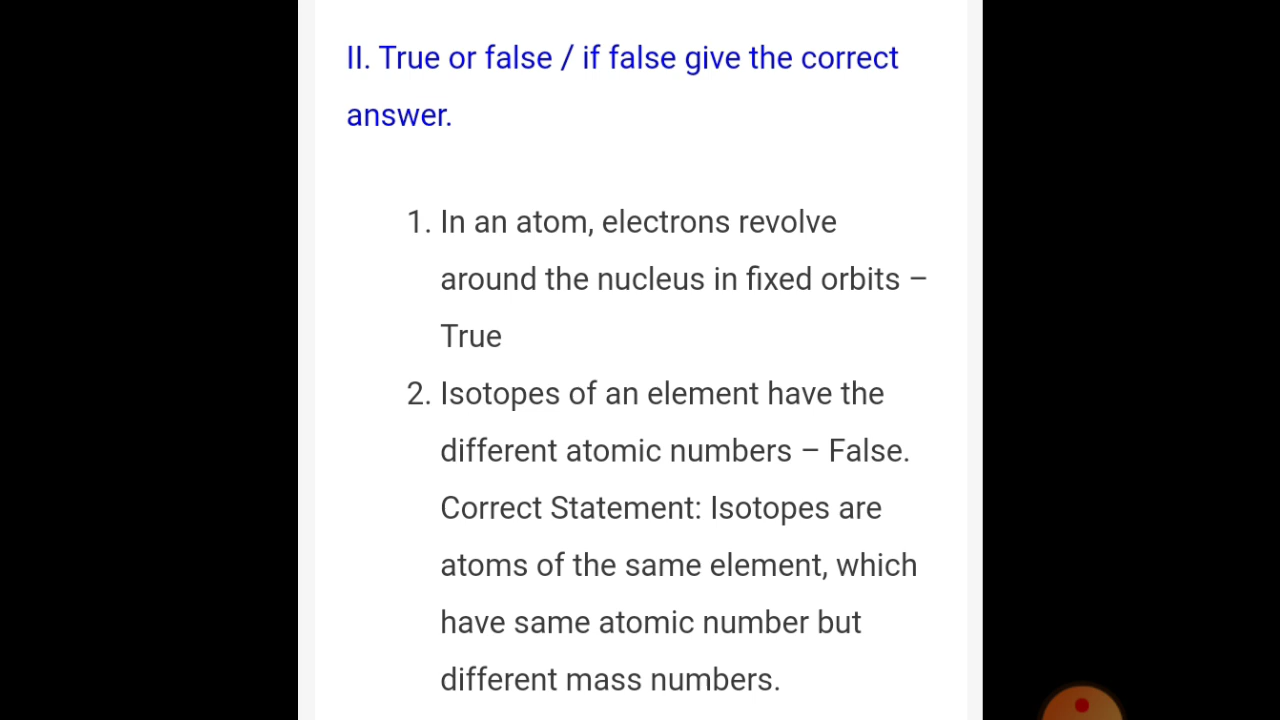 II. True or false / if false give the correct
answer.
1. In an atom, electrons revolve
around the nucleus in fixed orbits –
True
2. Isotopes of an element have the
different atomic numbers – False.
Correct Statement: Isotopes are
atoms of the same element, which
have same atomic number but
different mass numbers.